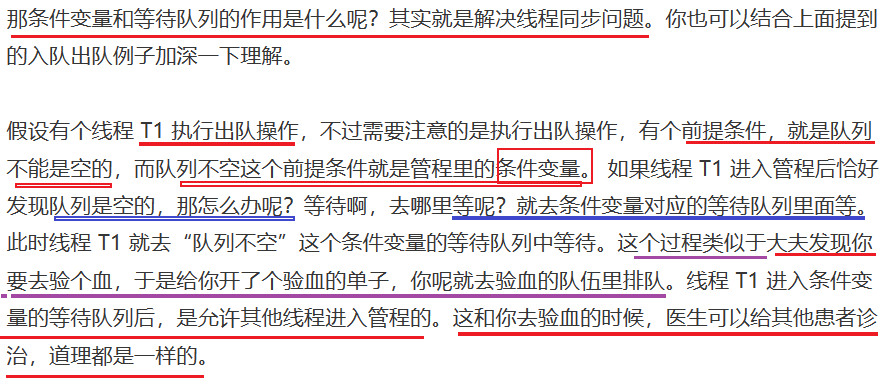 那条件变量和等待队列的作用是什么呢？其实就是解决线程同步问题。你也可以结合上面提到
的入队出队例子加深一下理解。
假设有个线程 T1 执行出队操作，不过需要注意的是执行出队操作，有个前提条件，就是队列
不能是空的，而队列不空这个前提条件就是管程里的条件变量。 如果线程 T1 进入管程后恰好
发现队列是空的，那怎么办呢？等待啊，去哪里等呢？就去条件变量对应的等待队列里面等。
此时线程 T1 就去“队列不空”这个条件变量的等待队列中等待。这个过程类似于大夫发现你
要去验个血，于是给你开了个验血的单子，你呢就去验血的队伍里排队。线程 T1 进入条件变
量的等待队列后，是允许其他线程进入管程的。这和你去验血的时候，医生可以给其他患者诊
治，道理都是一样的。